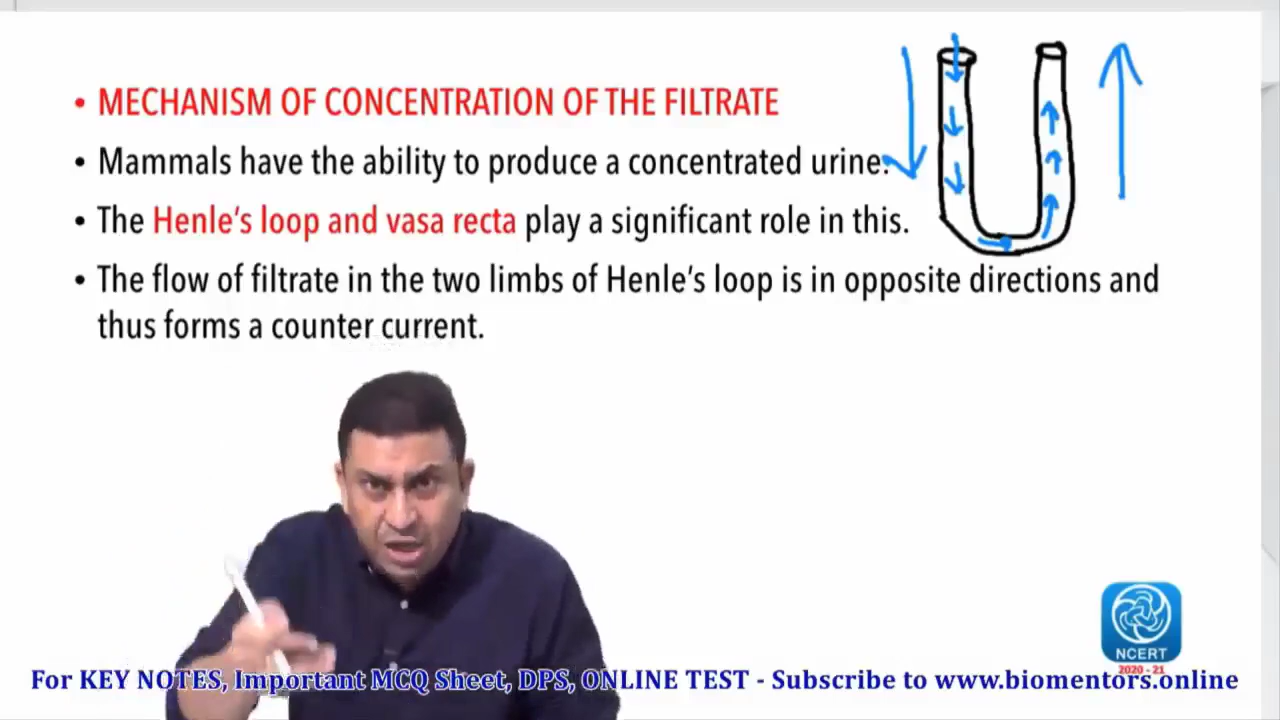 • MECHANISM OF CONCENTRATION OF THE FILTRATE
• Mammals have the ability to produce a concentrated urine.
• The Henle's loop and vasa recta play a significant role in this.
• The flow of filtrate in the two limbs of Henle's loop is in opposite directions and
thus forms a counter current.
NCERT
2020 - 21
For KEY NOTES, Important MCQ Sheet, DPS, ONLINE TEST - Subscribe to www.biomentors.online